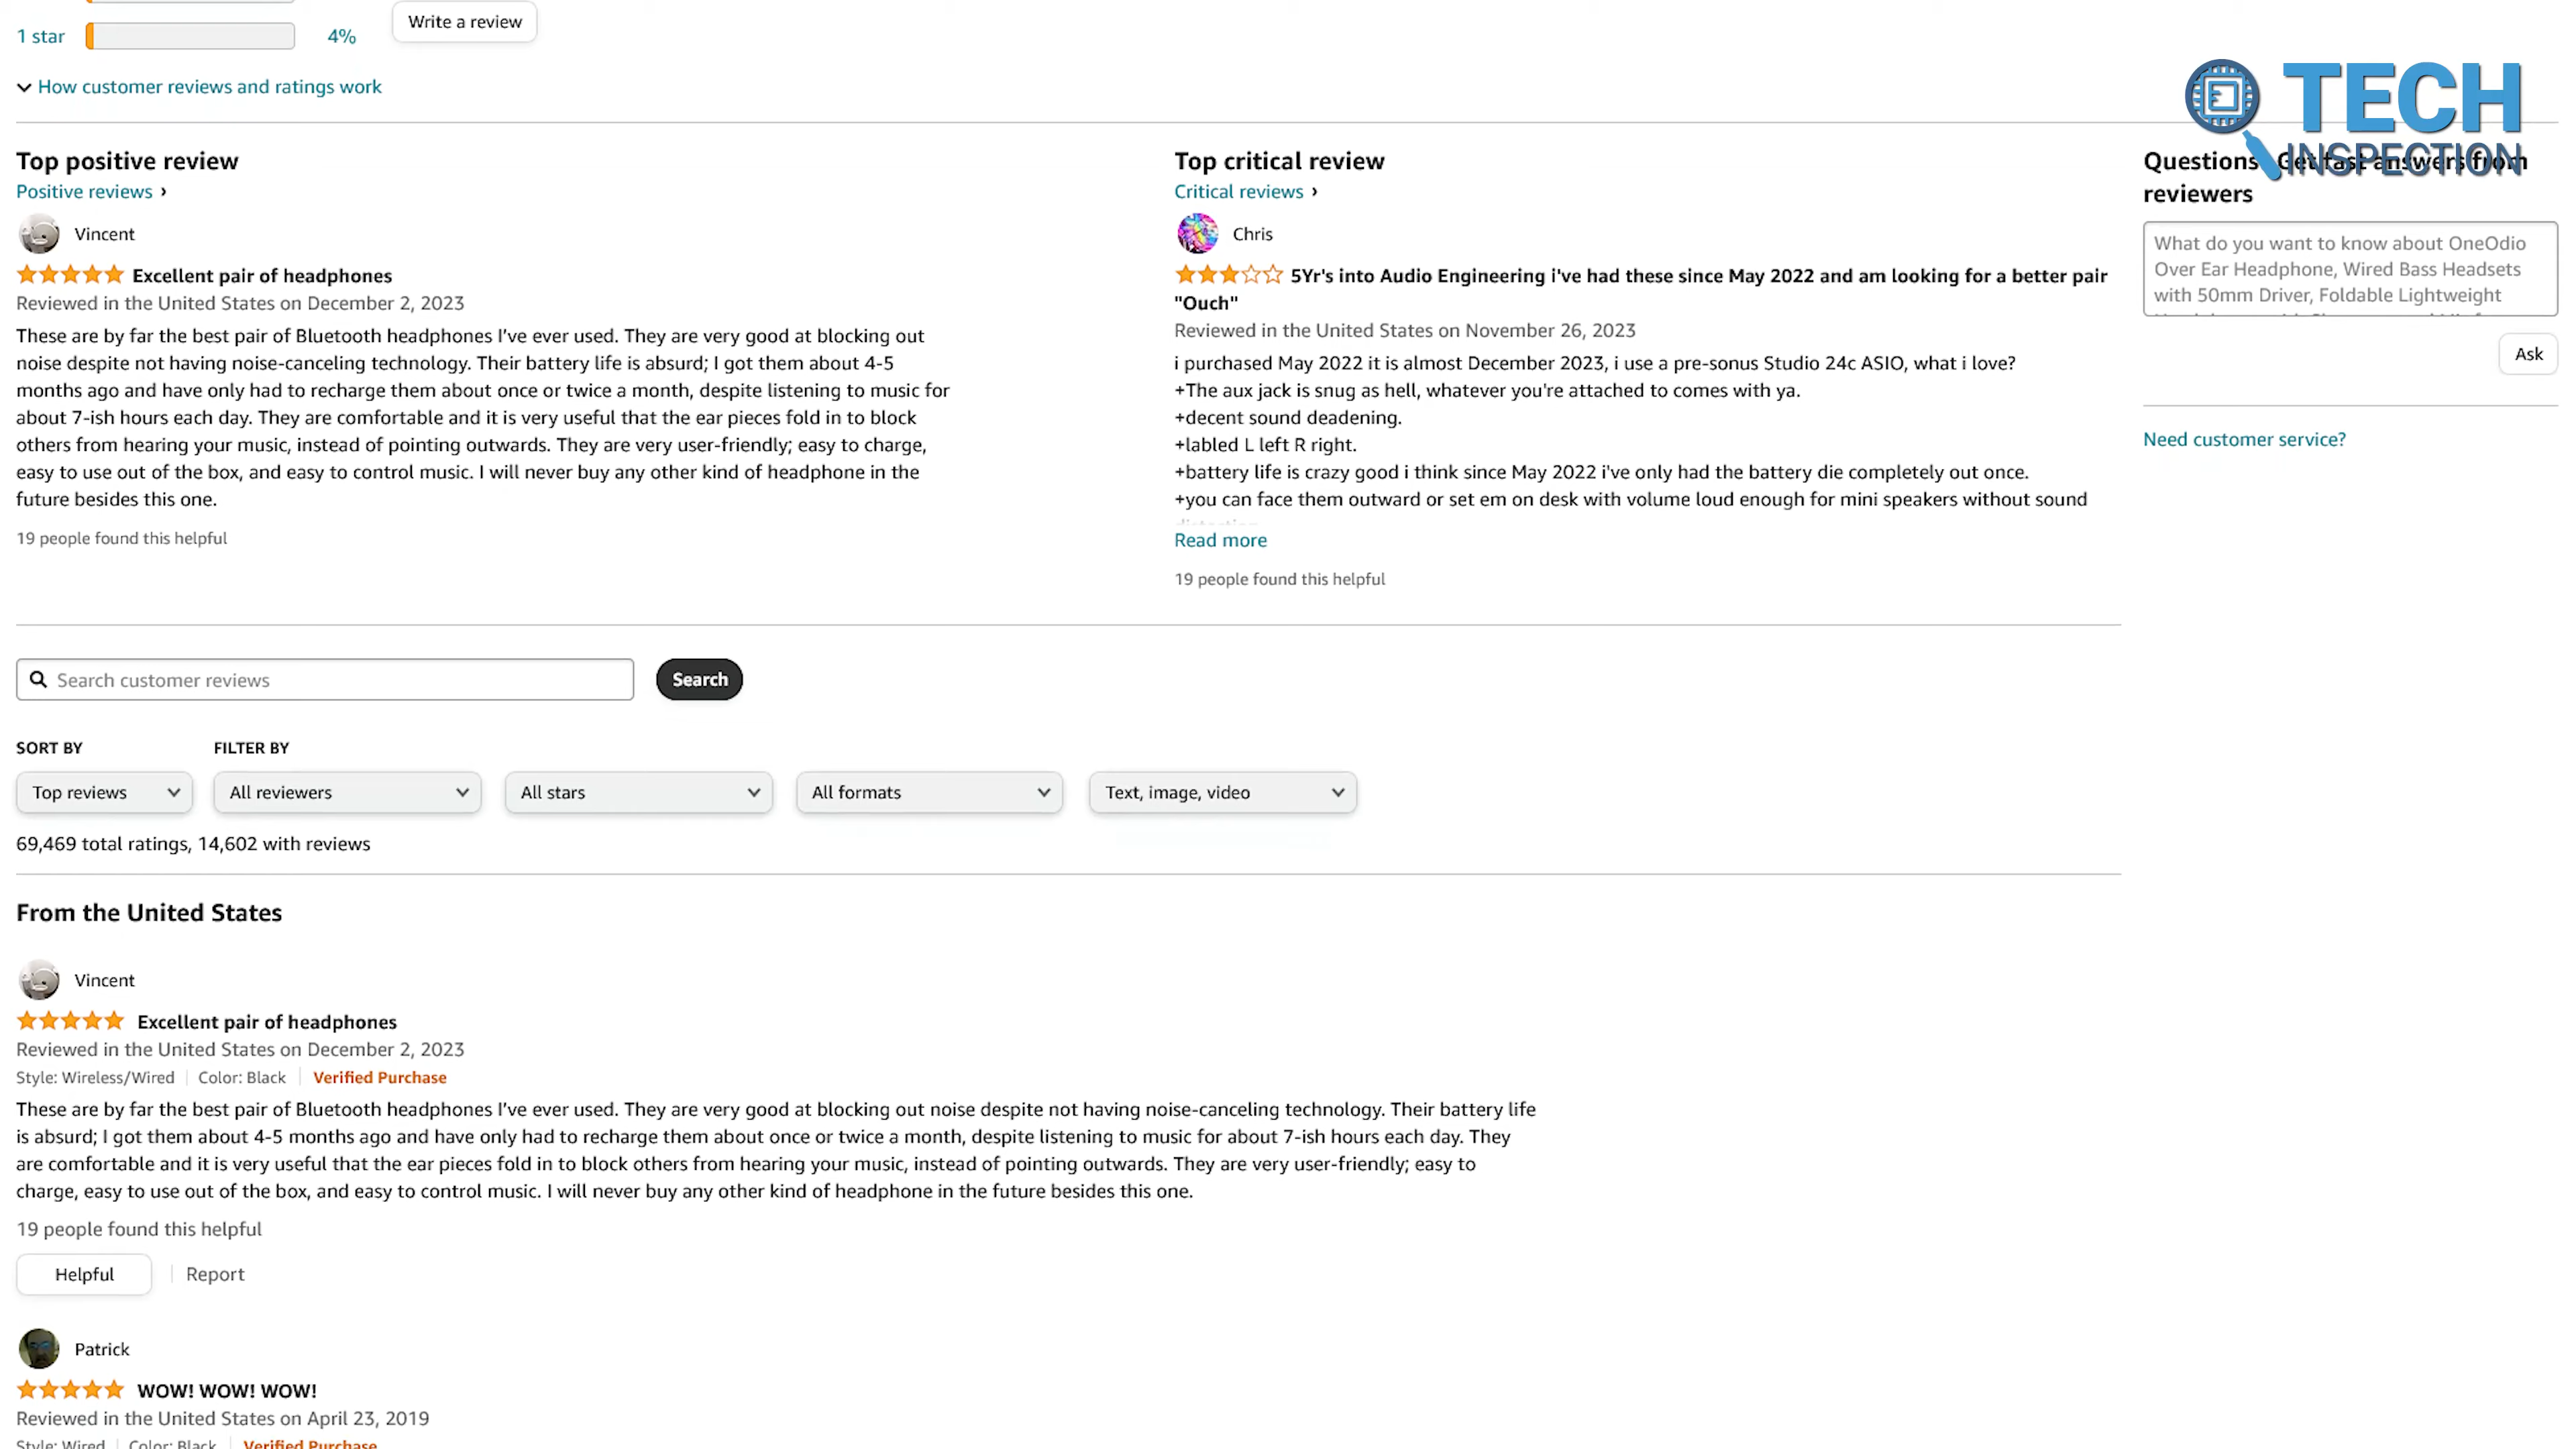 1 star 4%
Write a review
How customer reviews and ratings work
TECH
INSPECTION
Top positive review
Positive reviews ›
Vincent
Excellent pair of headphones
Reviewed in the United States on December 2, 2023
These are by far the best pair of Bluetooth headphones I’ve ever used. They are very good at blocking out
noise despite not having noise-canceling technology. Their battery life is absurd; I got them about 4-5
months ago and have only had to recharge them about once or twice a month, despite listening to music for
about 7-ish hours each day. They are comfortable and it is very useful that the ear pieces fold in to block
others from hearing your music, instead of pointing outwards. They are very user-friendly; easy to charge,
easy to use out of the box, and easy to control music. I will never buy any other kind of headphone in the
future besides this one.
19 people found this helpful
Top critical review
Critical reviews ›
Chris
5Yr's into Audio Engineering i've had these since May 2022 and am looking for a better pair
"Ouch"
Reviewed in the United States on November 26, 2023
i purchased May 2022 it is almost December 2023, i use a pre-sonus Studio 24c ASIO, what i love?
+The aux jack is snug as hell, whatever you're attached to comes with ya.
+decent sound deadening.
+labled L left R right.
+battery life is crazy good i think since May 2022 i've only had the battery die completely out once.
+you can face them outward or set em on desk with volume loud enough for mini speakers without sound
Read more
19 people found this helpful
Questions Get fast answers from
reviewers
What do you want to know about OneOdio
Over Ear Headphone, Wired Bass Headsets
with 50mm Driver, Foldable Lightweight
Ask
Need customer service?
Search customer reviews
Search
SORT BY
FILTER BY
Top reviews
All reviewers
All stars
All formats
Text, image, video
69,469 total ratings, 14,602 with reviews
From the United States
Vincent
Excellent pair of headphones
Reviewed in the United States on December 2, 2023
Style: Wireless/Wired | Color: Black | Verified Purchase
These are by far the best pair of Bluetooth headphones I’ve ever used. They are very good at blocking out noise despite not having noise-canceling technology. Their battery life
is absurd; I got them about 4-5 months ago and have only had to recharge them about once or twice a month, despite listening to music for about 7-ish hours each day. They
are comfortable and it is very useful that the ear pieces fold in to block others from hearing your music, instead of pointing outwards. They are very user-friendly; easy to
charge, easy to use out of the box, and easy to control music. I will never buy any other kind of headphone in the future besides this one.
19 people found this helpful
Helpful
Report
Patrick
WOW! WOW! WOW!
Reviewed in the United States on April 23, 2019
Style: Wired | Color: Black | Verified Purchase